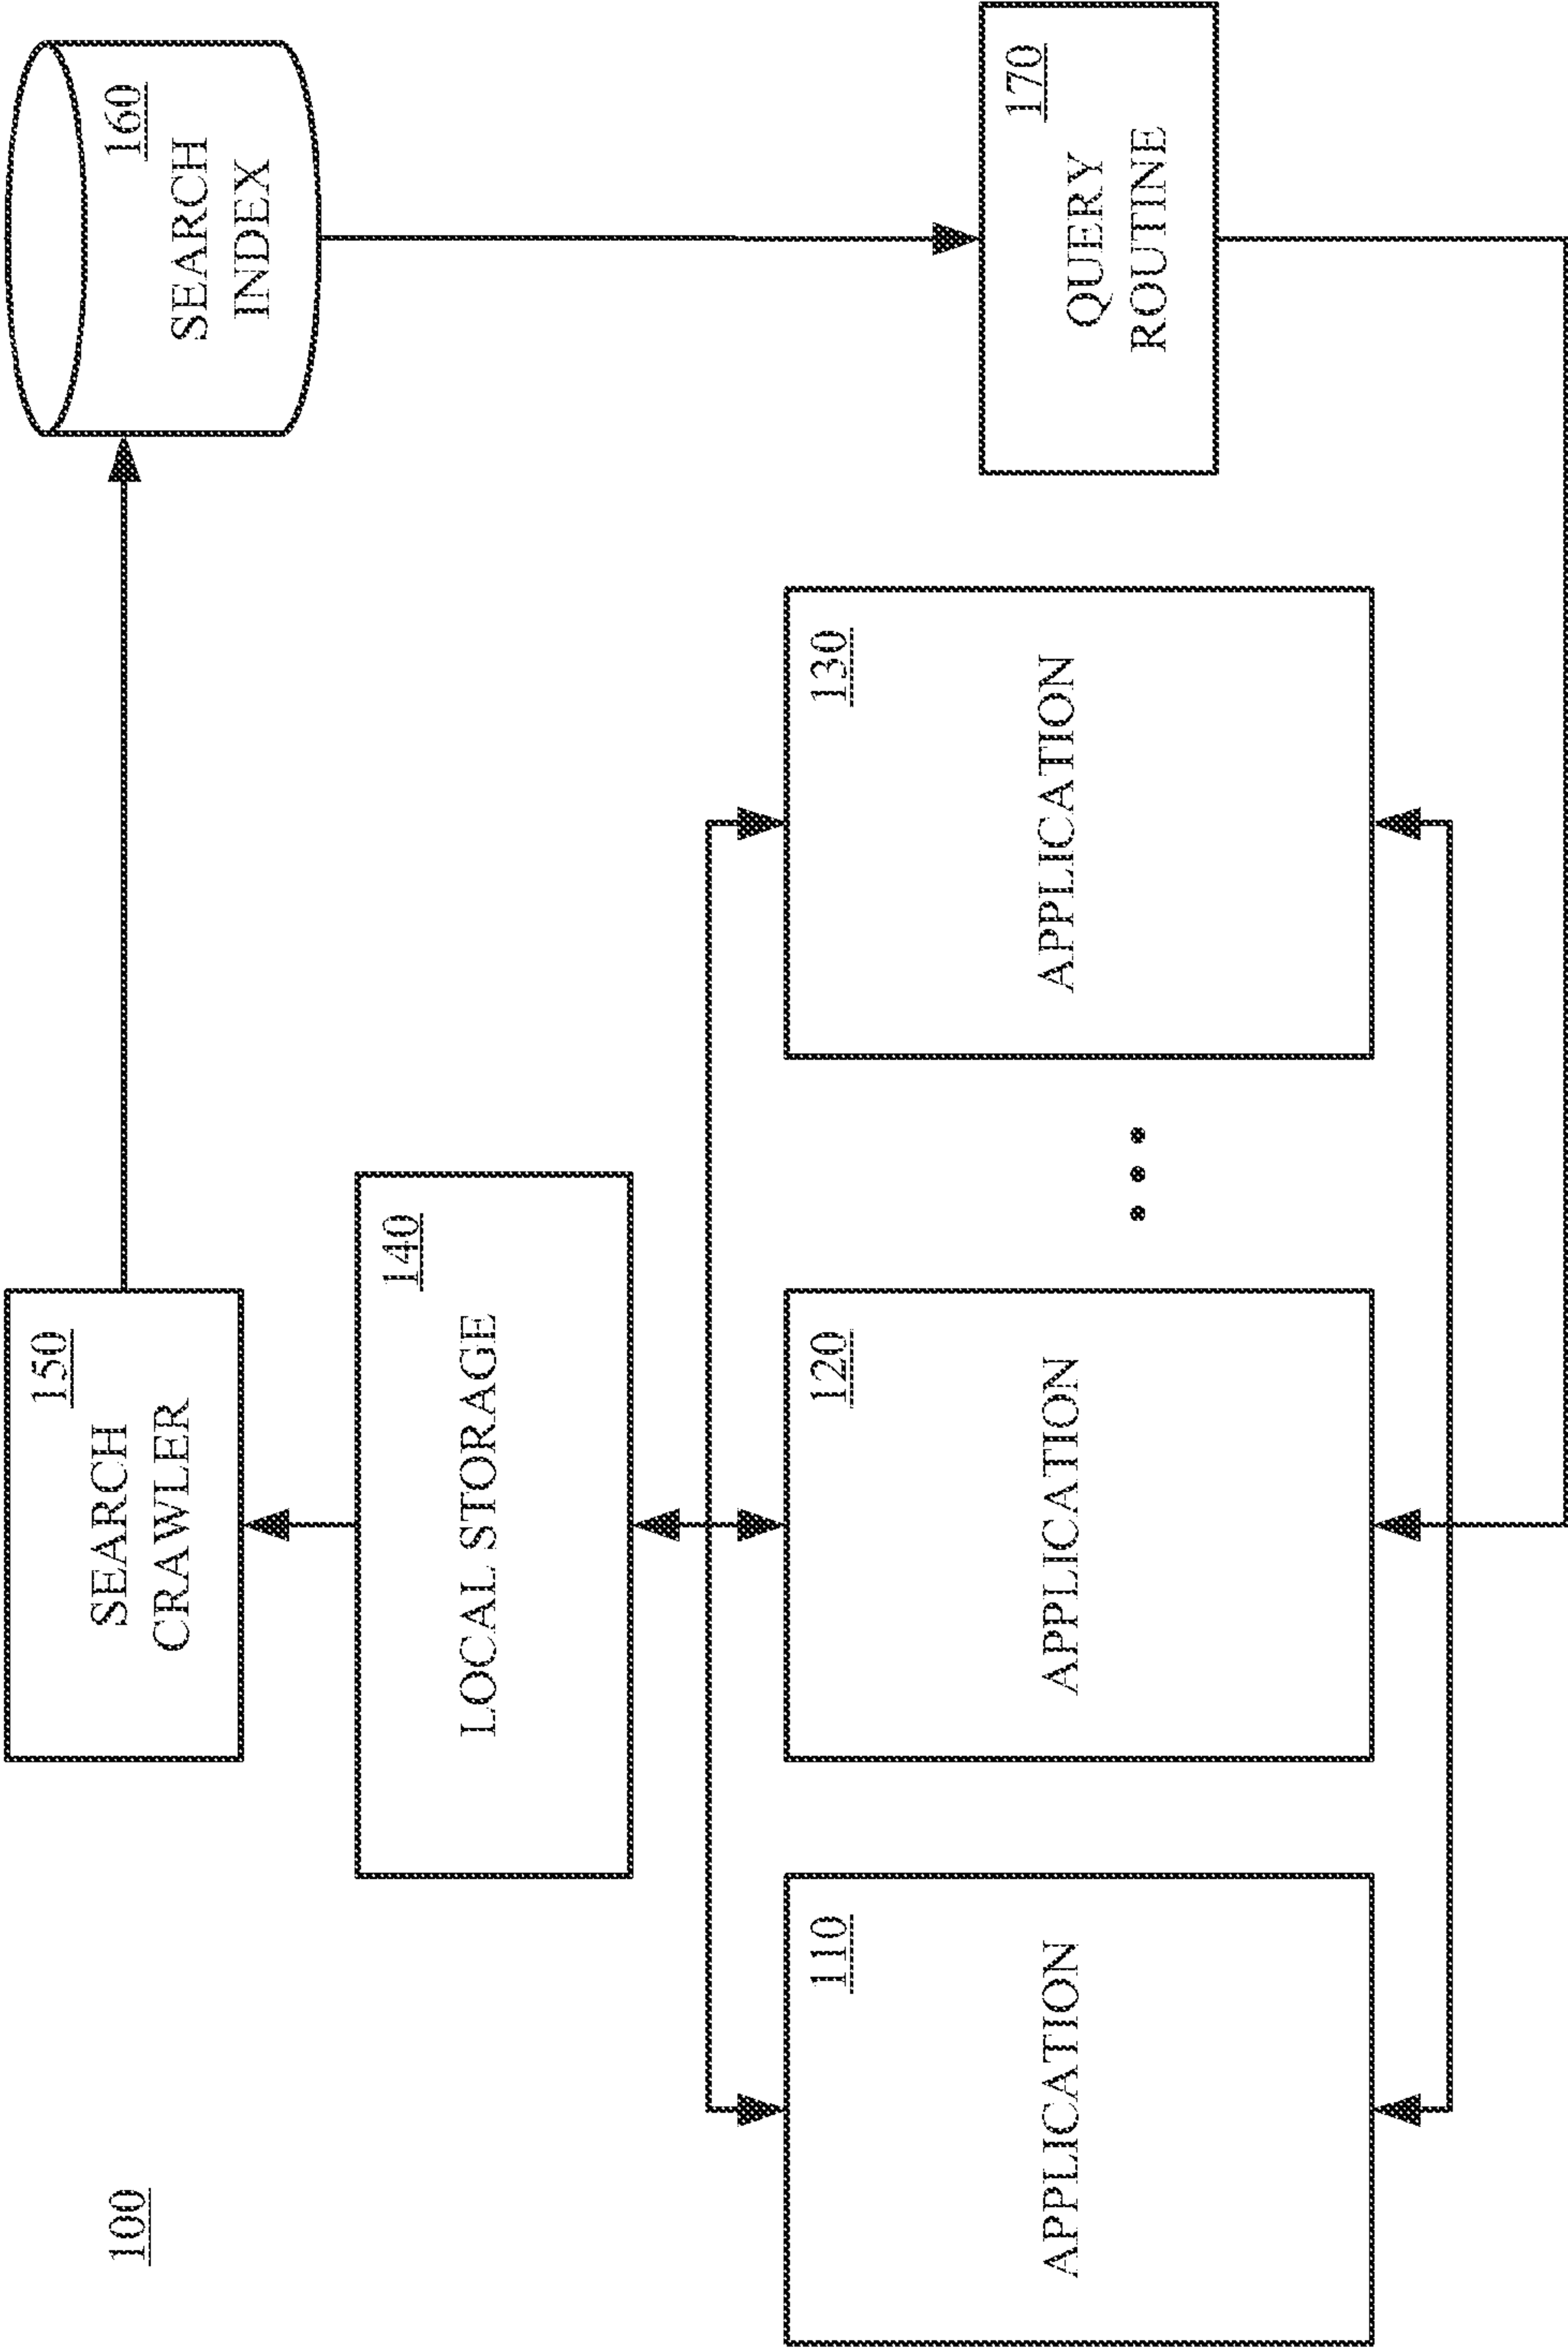 100
150
SEARCH
CRAWLER
160
SEARCH
INDEX
140
LOCAL STORAGE
110
APPLICATION
120
APPLICATION
130
APPLICATION
170
QUERY
ROUTINE